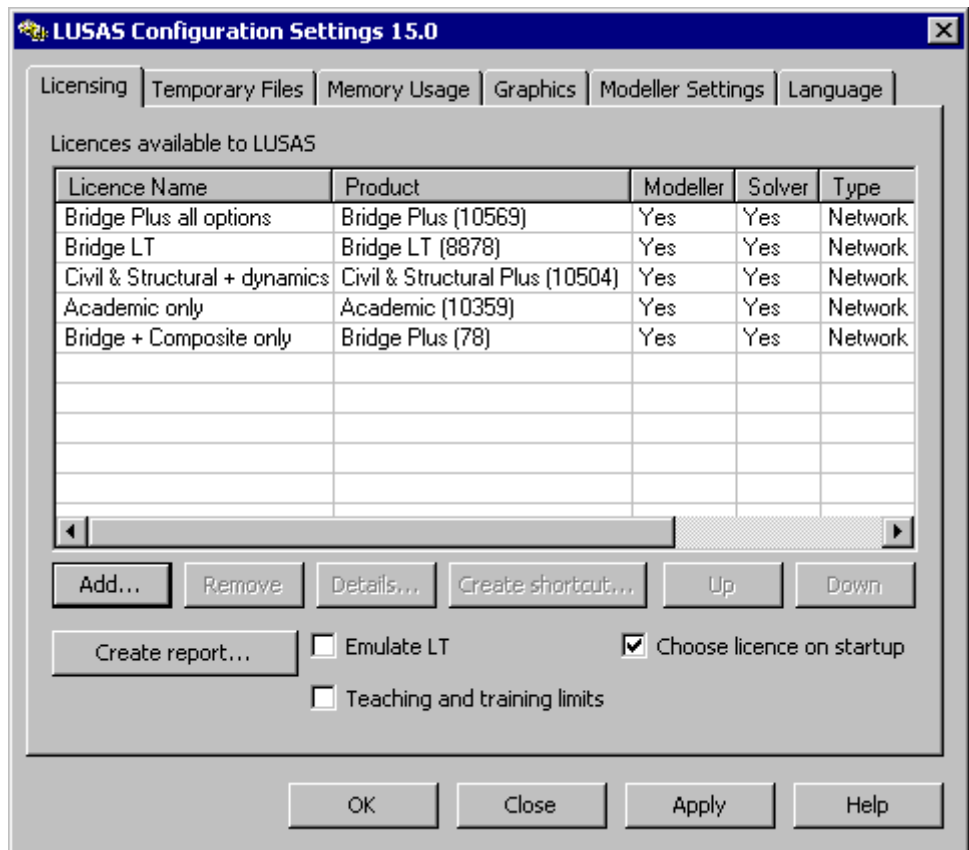 LUSAS Configuration Settings 15.0
Licensing Temporary Files Memory Usage Graphics Modeller Settings Language
Licences available to LUSAS
Licence Name Product Modeller Solver Type
Bridge Plus all options Bridge Plus (10569) Yes Yes Network
Bridge LT Bridge LT (8878) Yes Yes Network
Civil & Structural + dynamics Civil & Structural Plus (10504) Yes Yes Network
Academic only Academic (10359) Yes Yes Network
Bridge + Composite only Bridge Plus (78) Yes Yes Network
Add... Remove Details... Create shortcut... Up Down
Create report... Emulate LT Choose licence on startup
Teaching and training limits
OK Close Apply Help